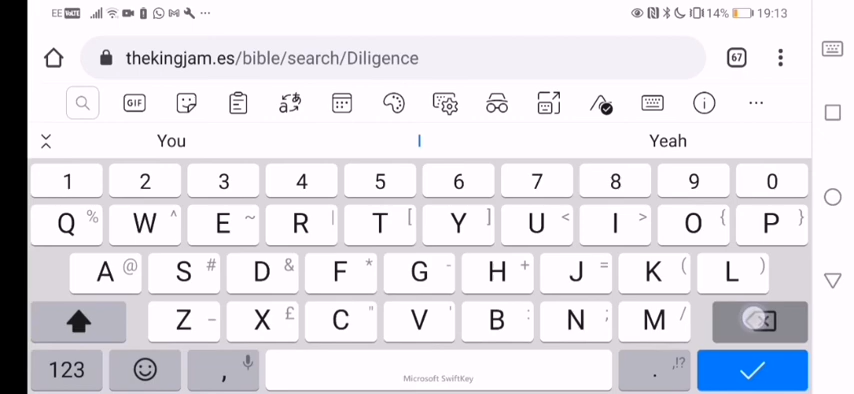 EE VoLTE 14% 19:13
thekingjam.es/bible/search/Diligence 67
GIF
You I Yeah
1 2 3 4 5 6 7 8 9 0
Q % W ^ E ~ R | T [ Y ] U < I > O { P }
A @ S # D & F * G - H + J = K ( L )
Z _ X £ C " V ' B : N ; M /
123 , . ,!?
Microsoft SwiftKey